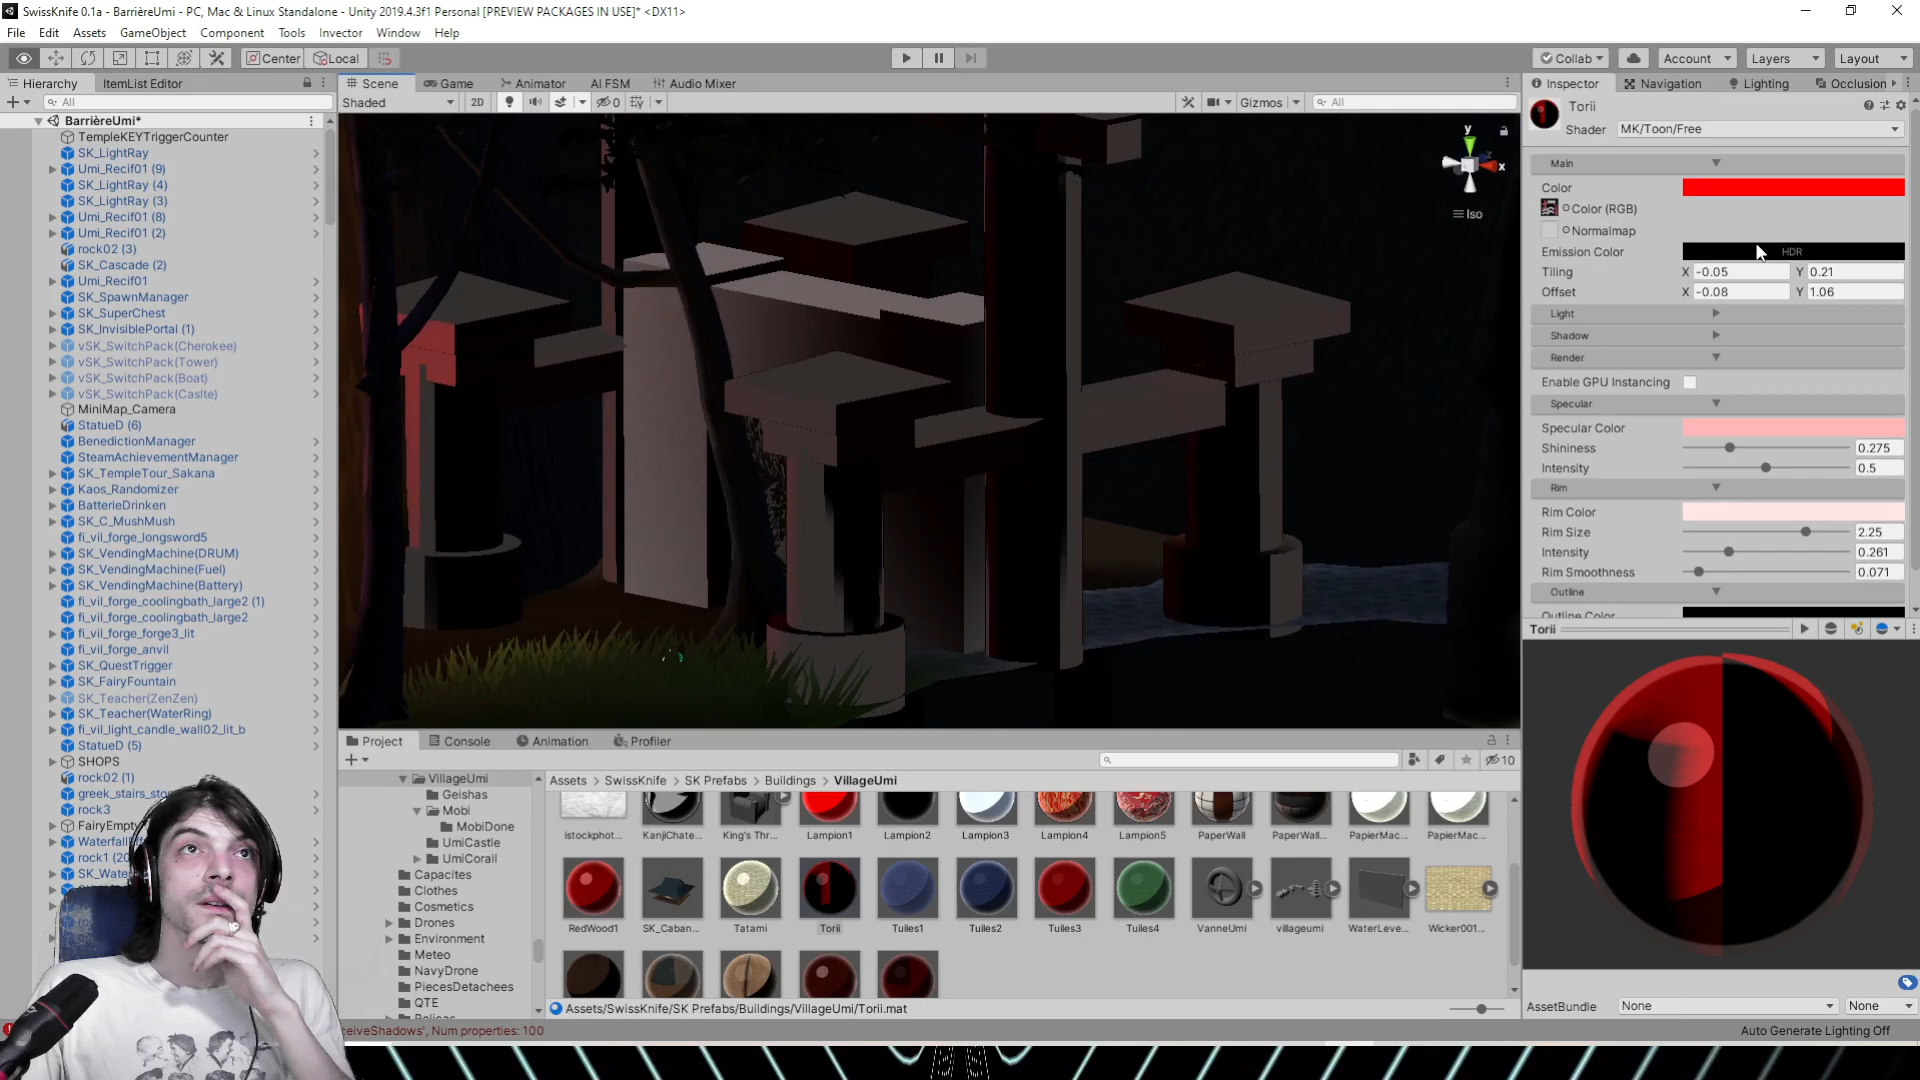 SwissKnife 0.1a - BarrièreUmi - PC, Mac & Linux Standalone - Unity 2019.4.3f1 Personal [PREVIEW PACKAGES IN USE]* <DX11>
File Edit Assets GameObject Component Tools Invector Window Help
Center Local Collab Account Layers Layout
Hierarchy ItemList Editor
All
BarrièreUmi*
TempleKEYTriggerCounter
SK_LightRay
Umi_Recif01 (9)
SK_LightRay (4)
SK_LightRay (3)
Umi_Recif01 (8)
Umi_Recif01 (2)
rock02 (3)
SK_Cascade (2)
Umi_Recif01
SK_SpawnManager
SK_SuperChest
SK_InvisiblePortal (1)
vSK_SwitchPack(Cherokee)
vSK_SwitchPack(Tower)
vSK_SwitchPack(Boat)
vSK_SwitchPack(Caslte)
MiniMap_Camera
StatueD (6)
BenedictionManager
SteamAchievementManager
SK_TempleTour_Sakana
Kaos_Randomizer
BatterieDrinken
SK_C_MushMush
fi_vil_forge_longsword5
SK_VendingMachine(DRUM)
SK_VendingMachine(Fuel)
SK_VendingMachine(Battery)
fi_vil_forge_coolingbath_large2 (1)
fi_vil_forge_coolingbath_large2
fi_vil_forge_forge3_lit
fi_vil_forge_anvil
SK_QuestTrigger
SK_FairyFountain
SK_Teacher(ZenZen)
SK_Teacher(WaterRing)
fi_vil_light_candle_wall02_lit_b
StatueD (5)
SHOPS
rock02 (1)
rock3
Scene Game Animator AI FSM Audio Mixer
Shaded 2D 0 Gizmos All
y
x
Iso
Project Console Animation Profiler
10
VillageUmi
Geishas
Mobi
MobiDone
UmiCastle
UmiCorail
Capacites
Clothes
Cosmetics
Drones
Environment
Meteo
NavyDrone
PiecesDetachees
QTE
Assets > SwissKnife > SK Prefabs > Buildings > VillageUmi
istockphot... KanjiChate... King's Thr... Lampion1 Lampion2 Lampion3 Lampion4 Lampion5 PaperWall PaperWall... PapierMac... PapierMac...
RedWood1 SK_Caban... Tatami Torii Tuiles1 Tuiles2 Tuiles3 Tuiles4 VanneUmi villageumi WaterLeve... Wicker001...
Assets/SwissKnife/SK Prefabs/Buildings/VillageUmi/Torii.mat
ceiveShadows', Num properties: 100
Inspector Navigation Lighting Occlusion
Torii
Shader MK/Toon/Free
Main
Color
Color (RGB)
Normalmap
Emission Color HDR
Tiling X -0.05 Y 0.21
Offset X -0.08 Y 1.06
Light
Shadow
Render
Enable GPU Instancing
Specular
Specular Color
Shininess 0.275
Intensity 0.5
Rim
Rim Color
Rim Size 2.25
Intensity 0.261
Rim Smoothness 0.071
Outline
Outline Color
Torii
AssetBundle None None
Auto Generate Lighting Off